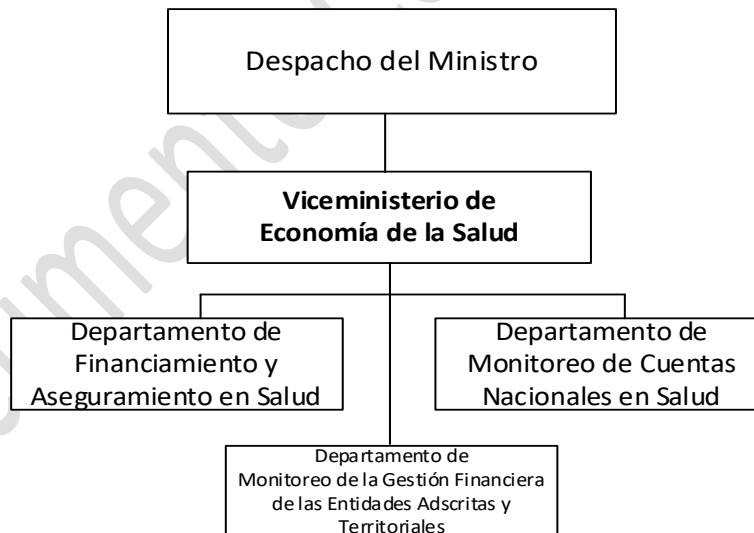 Despacho del Ministro
Viceministerio de
Economía de la Salud
Departamento de
Financiamiento y
Aseguramiento en Salud
Departamento de
Monitoreo de Cuentas
Nacionales en Salud
Departamento de
Monitoreo de la Gestión Financiera
de las Entidades Adscritas y
Territoriales